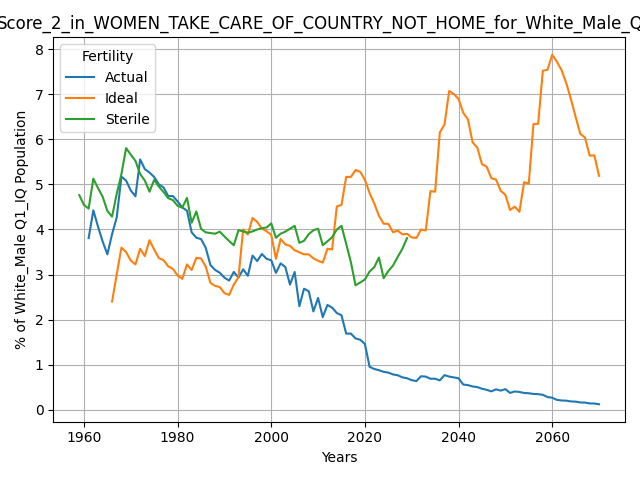 Score_2_in_WOMEN_TAKE_CARE_OF_COUNTRY_NOT_HOME_for_White_Male_Q
Fertility
Actual
Ideal
Sterile
% of White_Male Q1_IQ Population
8
7
6
5
4
3
2
1
0
1960 1980 2000 2020 2040 2060
Years